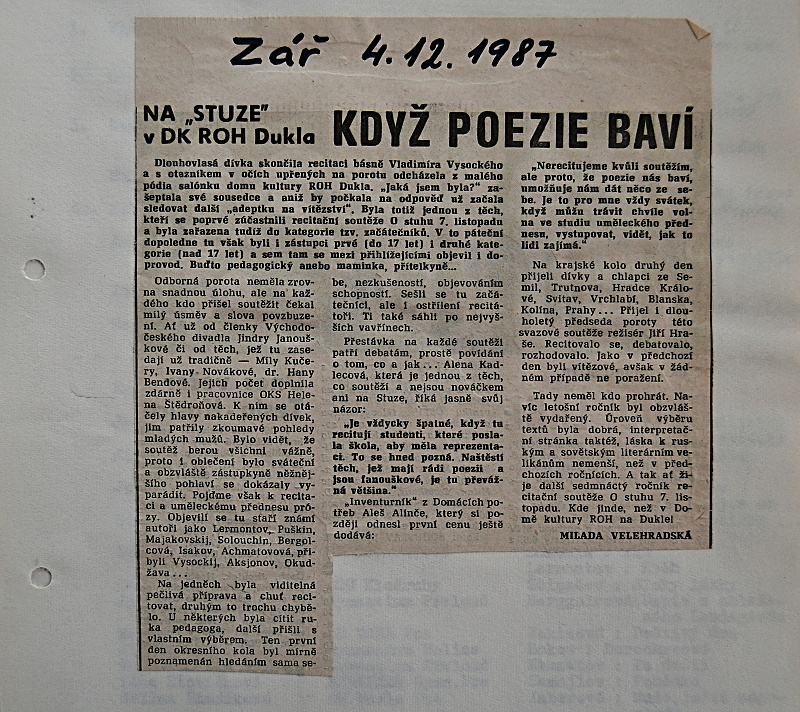 Zář 4.12.1987
NA „STUZE”
v DK ROH Dukla
KDYŽ POEZIE BAVÍ
Dlouhovlasá dívka skončila recitaci básně Vladimíra Vysockého
a s otazníkem v očích upřených na porotu odcházela z malého
pódia salónku domu kultury ROH Dukla. „Jaká jsem byla?” za-
šeptala své sousedce a aniž by počkala na odpověď už začala
sledovat další „adeptku na vítězství”. Byla totiž jednou z těch,
kteří se poprvé zúčastnili recitační soutěže O stuhu 7. listopadu
a byla zařazena tudíž do kategorie tzv. začátečníků. V to páteční
dopoledne tu však byli i zástupci prvé (do 17 let) i druhé kate-
gorie (nad 17 let) a sem tam se mezi přihlížejícími objevil i do-
provod. Buďto pedagogický anebo maminka, přítelkyně...
Odborná porota neměla zrov-
na snadnou úlohu, ale na kaž-
dého kdo přišel soutěžit čekal
milý úsměv a slova povzbuze-
ní. Ať už od členky Východo-
českého divadla Jindry Janouš-
kové či od těch, jež tu zase-
dají už tradičně — Míly Kuče-
ry, Ivany Novákové, dr. Hany
Bendové. Jejich počet doplnila
zdárně i pracovnice OKS Hele-
na Štědroňová. K ním se otá-
čely hlavy nakadeřených dívek,
jim patřily zkoumavé pohledy
mladých mužů. Bylo vidět, že
soutěž berou všichni vážně,
proto i oblečení bylo sváteční
a obzvláště zástupkyně něžněj-
šího pohlaví se dokázaly vy-
parádit. Pojďme však k recita-
ci a uměleckému přednesu pró-
zy. Objevili se tu staří známí
autoři jako Lermontov, Puškin,
Majakovskij, Solouchin, Bergol-
cová, Isakov, Achmatovová, při-
byli Vysockij, Aksjonov, Okud-
žava...
Na jedněch byla viditelná
pečlivá příprava a chuť reci-
tovat, druhým to trochu chybě-
lo. U některých byla cítit ru-
ka pedagoga, další přišli s
vlastním výběrem. Ten první
den okresního kola byl mírně
poznamenán hledáním sama se-
be, nezkušeností, objevováním
schopností. Sešli se tu začá-
tečníci, ale i ostřílení recitá-
toři. Ti také sáhli po nejvyš-
ších vavřínech.
Přestávka na každé soutěži
patří debatám, prostě povídání
o tom, co a jak... Alena Kad-
lecová, která je jednou z těch,
co soutěží a nejsou nováčkem
ani na Stuze, říká jasně svůj
názor:
„Je vždycky špatné, když tu
recitují studenti, které posla-
la škola, aby měla reprezenta-
ci. To se hned pozná. Naštěstí
těch, jež mají rádi poezii a
jsou fanouškové, je tu převáž-
ná většina.”
„Inventurník” z Domácích po-
třeb Aleš Alinče, který si po-
zději odnesl první cenu ještě
dodává:
„Nerecitujeme kvůli soutěžím,
ale proto, že poezie nás baví,
umožňuje nám dát něco ze se-
be. Je to pro mne vždy svátek,
když můžu trávit chvíle vol-
na ve studiu uměleckého před-
nesu, vystupovat, vidět, jak to
lidi zajímá.”
Na krajské kolo druhý den
přijeli dívky a chlapci ze Se-
mil, Trutnova, Hradce Králo-
vé, Svitav, Vrchlabí, Blanska,
Kolína, Prahy... Přijel i dlou-
holetý předseda poroty této
svazové soutěže režisér Jiří Hra-
še. Recitovalo se, debatovalo,
rozhodovalo. Jako v předchozí
den byli vítězové, avšak v žád-
ném případě ne poražení.
Tady neměl kdo prohrát. Na-
víc letošní ročník byl obzvláš-
tě vydařený. Úroveň výběru
textů byla dobrá, interpretač-
ní stránka taktéž, láska k rus-
kým a sovětským literárním ve-
likánům nemenší, než v před-
chozích ročnících. A tak ať ži-
je další sedmnáctý ročník re-
citační soutěže O stuhu 7. lis-
topadu. Kde jinde, než v Do-
mě kultury ROH na Dukle!
MILADA VELEHRADSKÁ